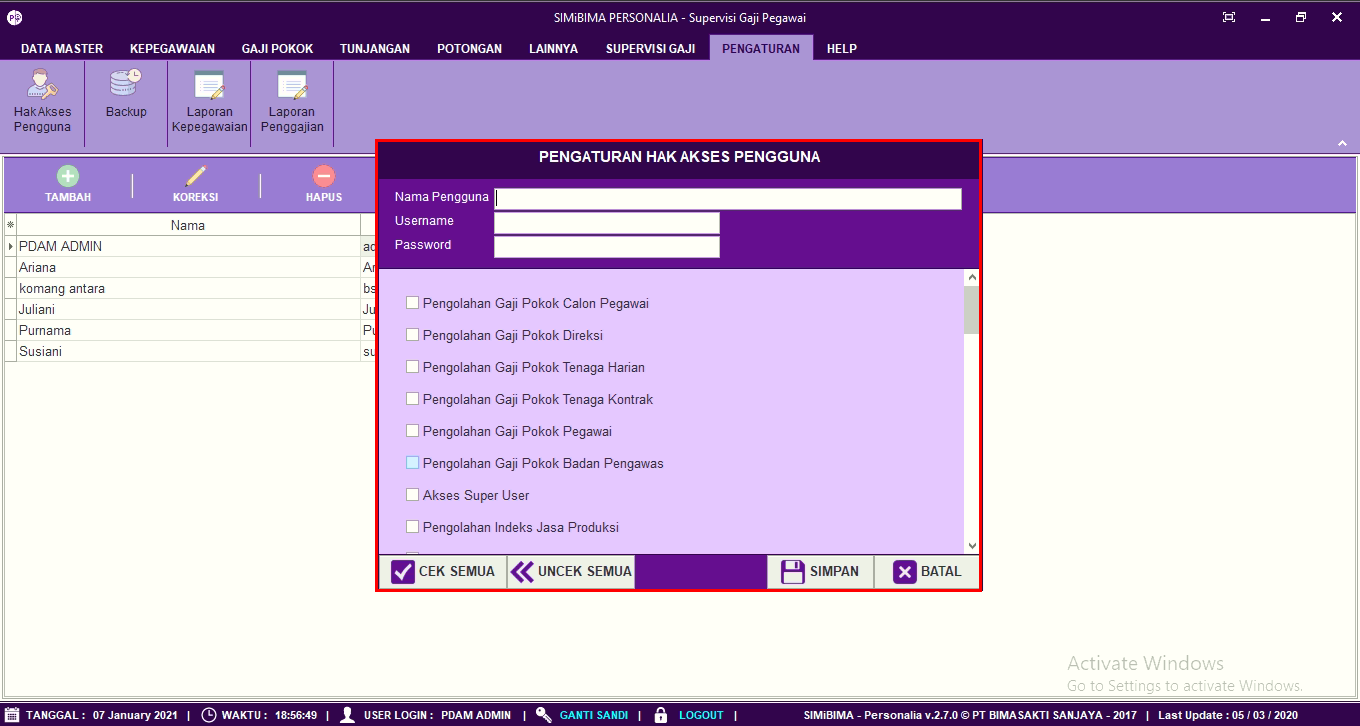 SIMiBIMA PERSONALIA - Supervisi Gaji Pegawai
DATA MASTER KEPEGAWAIAN GAJI POKOK TUNJANGAN POTONGAN LAINNYA SUPERVISI GAJI PENGATURAN HELP
Hak Akses Pengguna
Backup
Laporan Kepegawaian
Laporan Penggajian
TAMBAH KOREKSI HAPUS
Nama
PDAM ADMIN
Ariana
komang antara
Juliani
Purnama
Susiani
PENGATURAN HAK AKSES PENGGUNA
Nama Pengguna
Username
Password
Pengolahan Gaji Pokok Calon Pegawai
Pengolahan Gaji Pokok Direksi
Pengolahan Gaji Pokok Tenaga Harian
Pengolahan Gaji Pokok Tenaga Kontrak
Pengolahan Gaji Pokok Pegawai
Pengolahan Gaji Pokok Badan Pengawas
Akses Super User
Pengolahan Indeks Jasa Produksi
CEK SEMUA UNCEK SEMUA SIMPAN BATAL
Activate Windows
Go to Settings to activate Windows.
TANGGAL : 07 January 2021 | WAKTU : 18:56:49 | USER LOGIN : PDAM ADMIN | GANTI SANDI | LOGOUT | SIMiBIMA - Personalia v.2.7.0 © PT BIMASAKTI SANJAYA - 2017 | Last Update : 05 / 03 / 2020